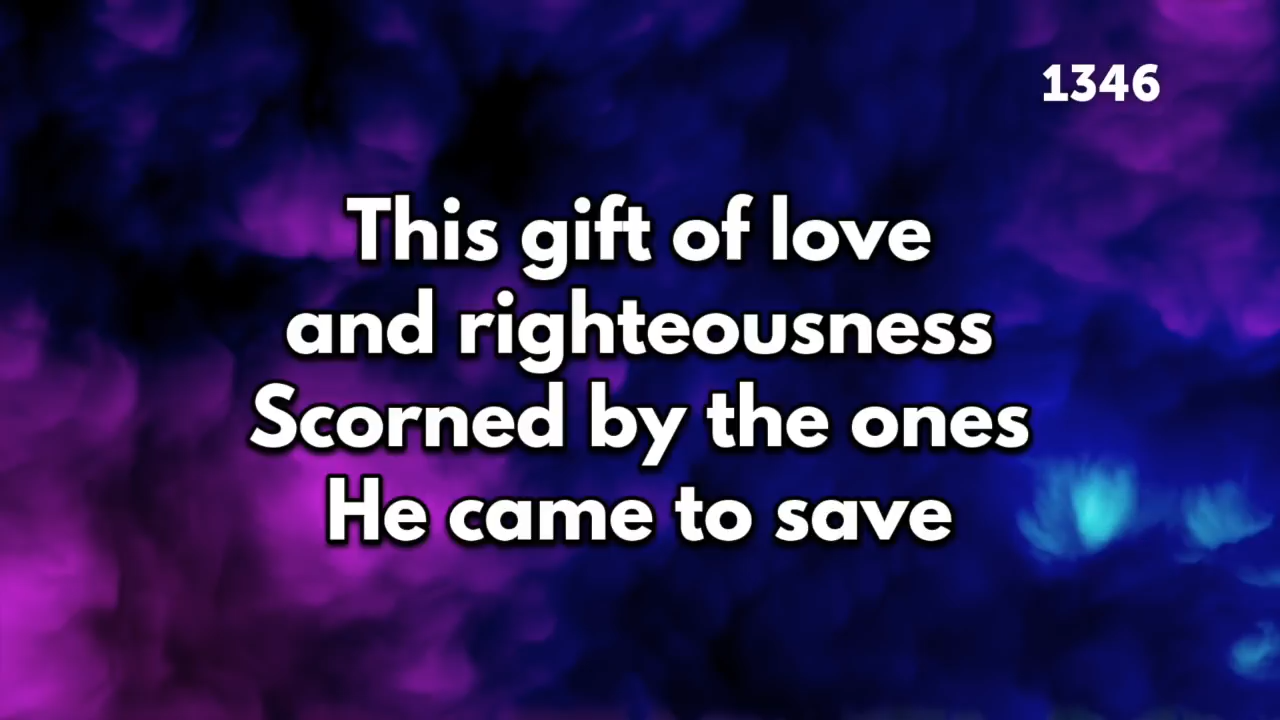 1346
This gift of love
and righteousness
Scorned by the ones
He came to save